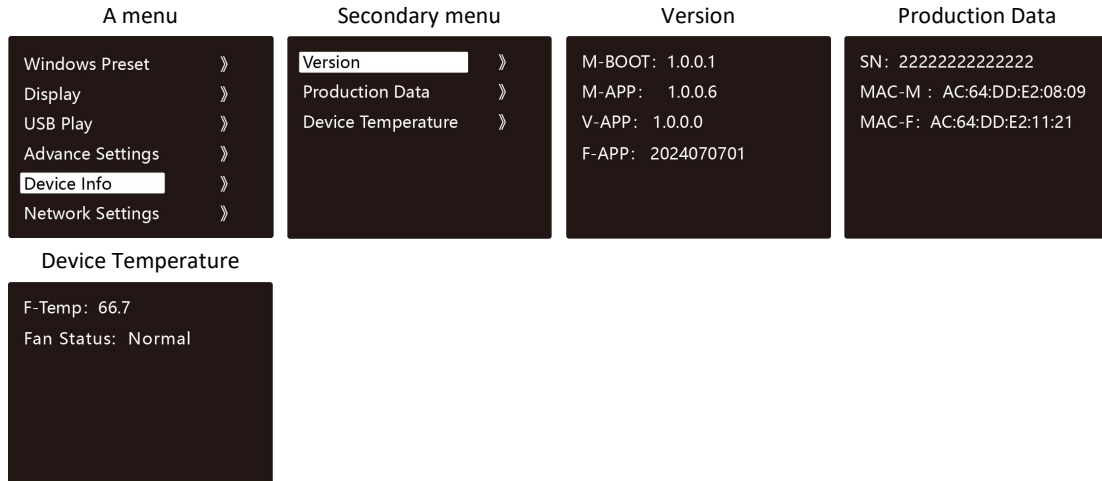 A menu
Windows Preset 》
Display 》
USB Play 》
Advance Settings 》
Device Info 》
Network Settings 》
Secondary menu
Version 》
Production Data 》
Device Temperature 》
Version
M-BOOT: 1.0.0.1
M-APP: 1.0.0.6
V-APP: 1.0.0.0
F-APP: 2024070701
Production Data
SN: 22222222222222
MAC-M : AC:64:DD:E2:08:09
MAC-F: AC:64:DD:E2:11:21
Device Temperature
F-Temp: 66.7
Fan Status: Normal